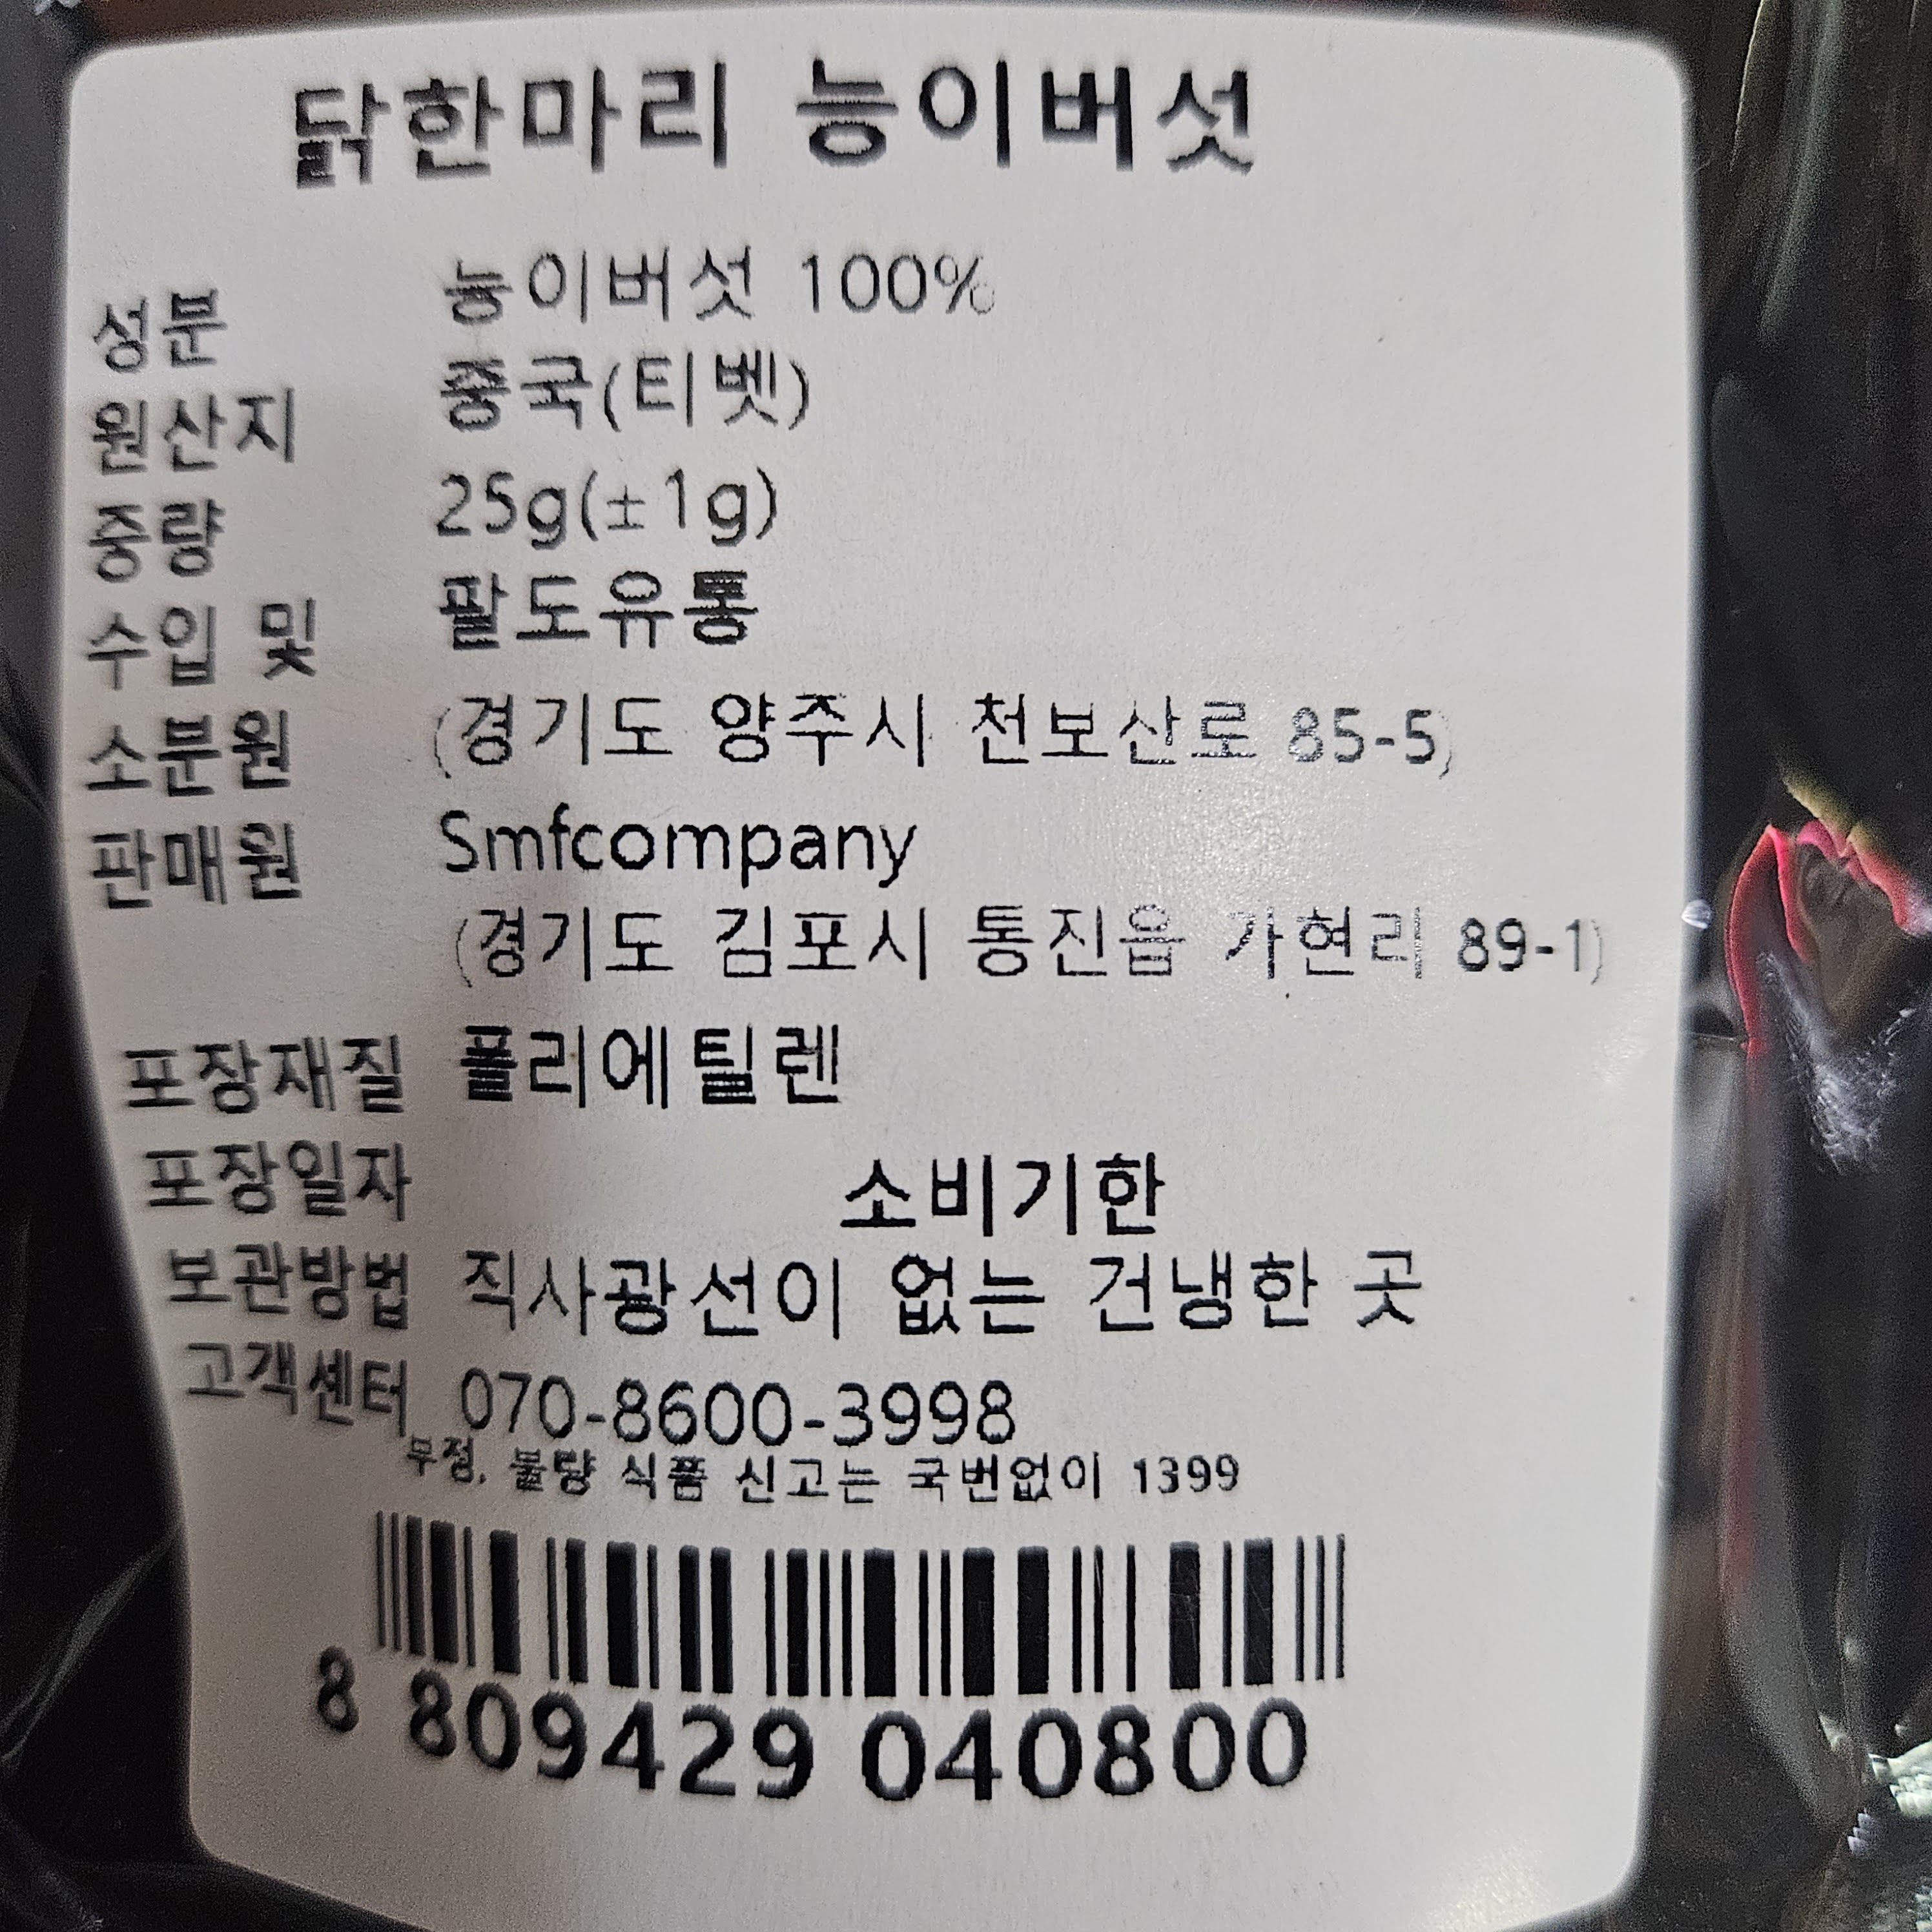 닭한마리 능이버섯
성분 능이버섯 100%
원산지 중국(티벳)
중량 25g(±1g)
수입 및 팔도유통
소분원 (경기도 양주시 천보산로 85-5)
판매원 Smfcompany
(경기도 김포시 통진읍 가현리 89-1)
포장재질 폴리에틸렌
포장일자 소비기한
보관방법 직사광선이 없는 건냉한 곳
고객센터 070-8600-3998
부정, 불량 식품 신고는 국번없이 1399
8 809429 040800